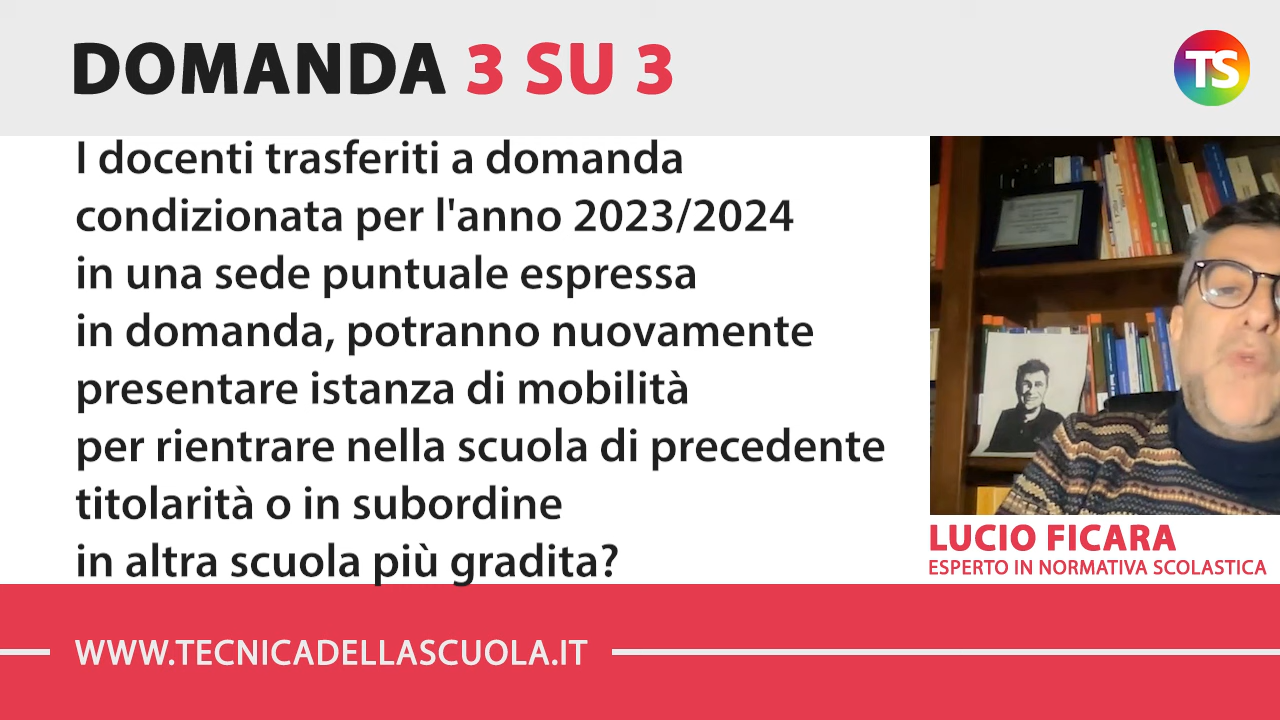 DOMANDA 3 SU 3
TS
I docenti trasferiti a domanda
condizionata per l'anno 2023/2024
in una sede puntuale espressa
in domanda, potranno nuovamente
presentare istanza di mobilità
per rientrare nella scuola di precedente
titolarità o in subordine
in altra scuola più gradita?
LUCIO FICARA
ESPERTO IN NORMATIVA SCOLASTICA
WWW.TECNICADELLASCUOLA.IT